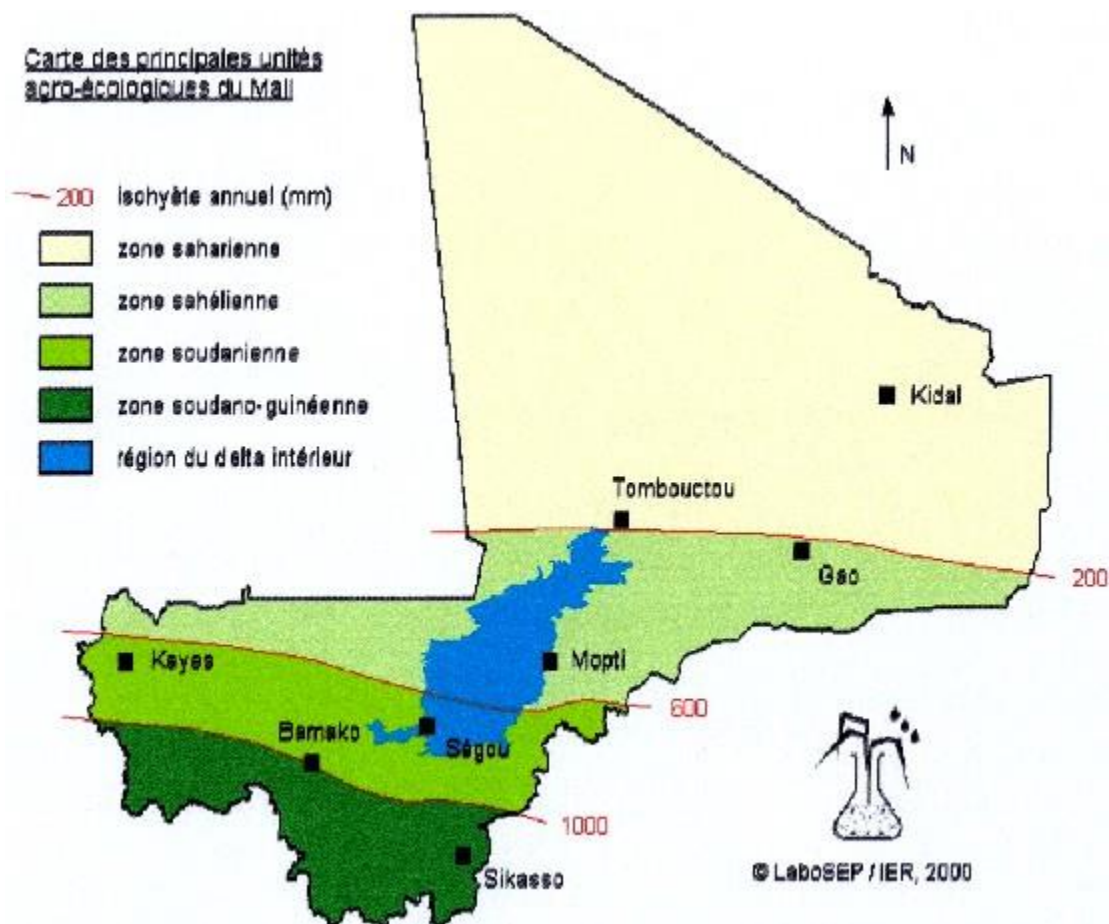 Carte des principales unités
agro-écologiques du Mali
N
200 isohyète annuel (mm)
zone saharienne
zone sahélienne
zone soudanienne
zone soudano-guinéenne
région du delta intérieur
Kidal
Tombouctou
Gao
200
Kayes
Mopti
600
Bamako
Ségou
1000
Sikasso
© LaboSEP / IER, 2000